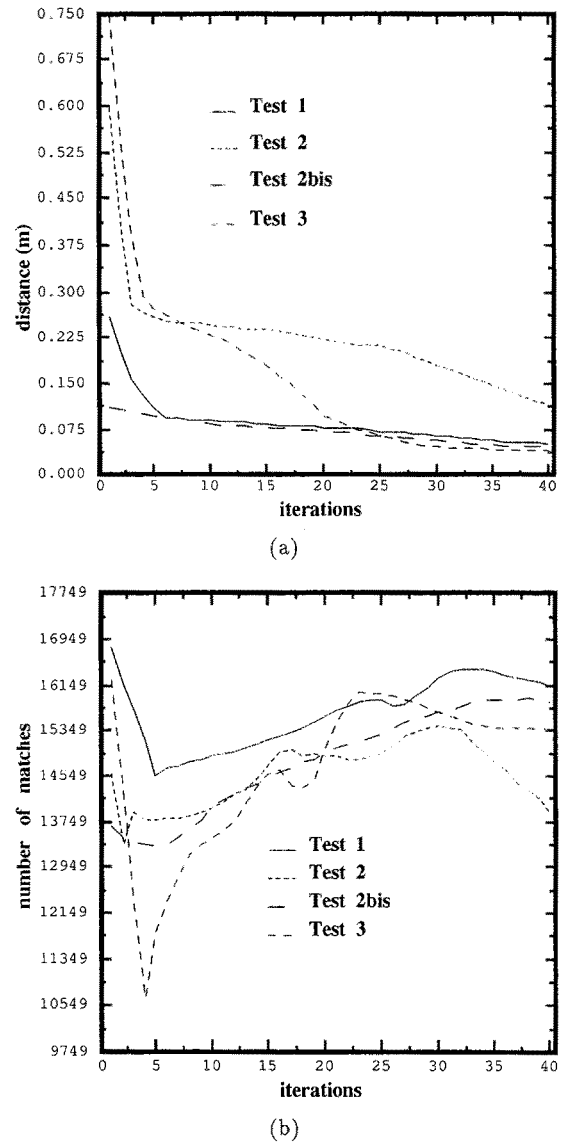 0.750
0.675
0.600
0.525
0.450
0.375
0.300
0.225
0.150
0.075
0.000
distance (m)
Test 1
Test 2
Test 2bis
Test 3
0 5 10 15 20 25 30 35 40
iterations
(a)
17749
16949
16149
15349
14549
13749
12949
12149
11349
10549
9749
number of matches
Test 1
Test 2
Test 2bis
Test 3
0 5 10 15 20 25 30 35 40
iterations
(b)